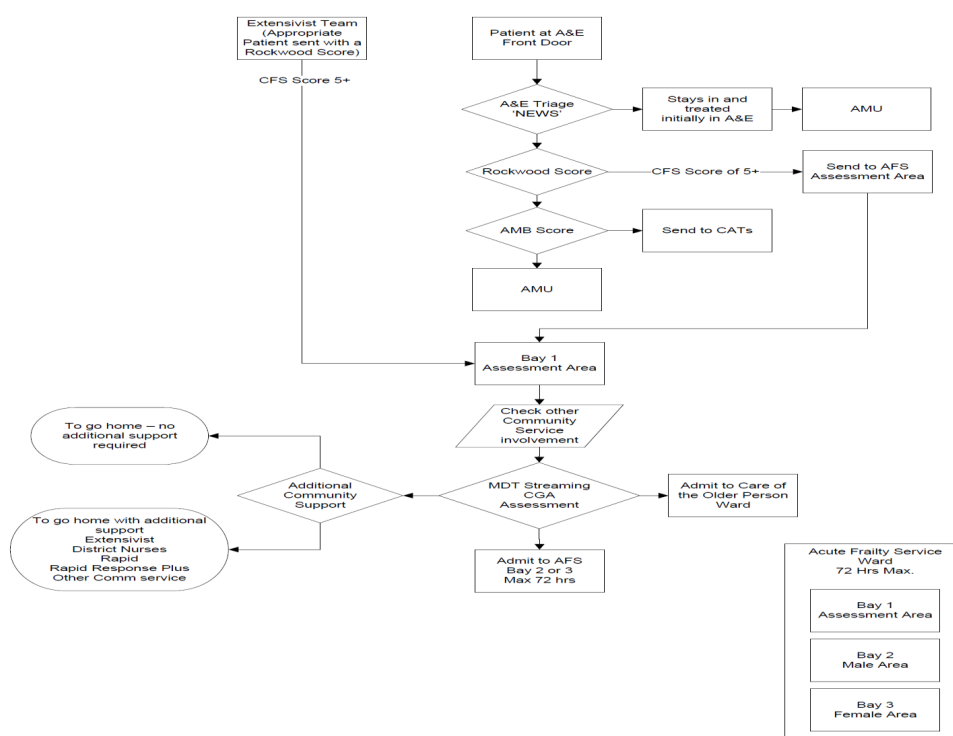 Extensivist Team
(Appropriate
Patient sent with a
Rockwood Score)
Patient at A&E
Front Door
CFS Score 5+
A&E Triage
‘NEWS’
Stays in and
treated
initially in A&E
AMU
Rockwood Score
CFS Score of 5+
Send to AFS
Assessment Area
AMB Score
Send to CATs
AMU
Bay 1
Assessment Area
Check other
Community
Service
involvement
To go home – no
additional support
required
Additional
Community
Support
MDT Streaming
CGA
Assessment
Admit to Care of
the Older Person
Ward
To go home with additional
support
Extensivist
District Nurses
Rapid
Rapid Response Plus
Other Comm service
Admit to AFS
Bay 2 or 3
Max 72 hrs
Acute Frailty Service
Ward
72 Hrs Max.
Bay 1
Assessment Area
Bay 2
Male Area
Bay 3
Female Area